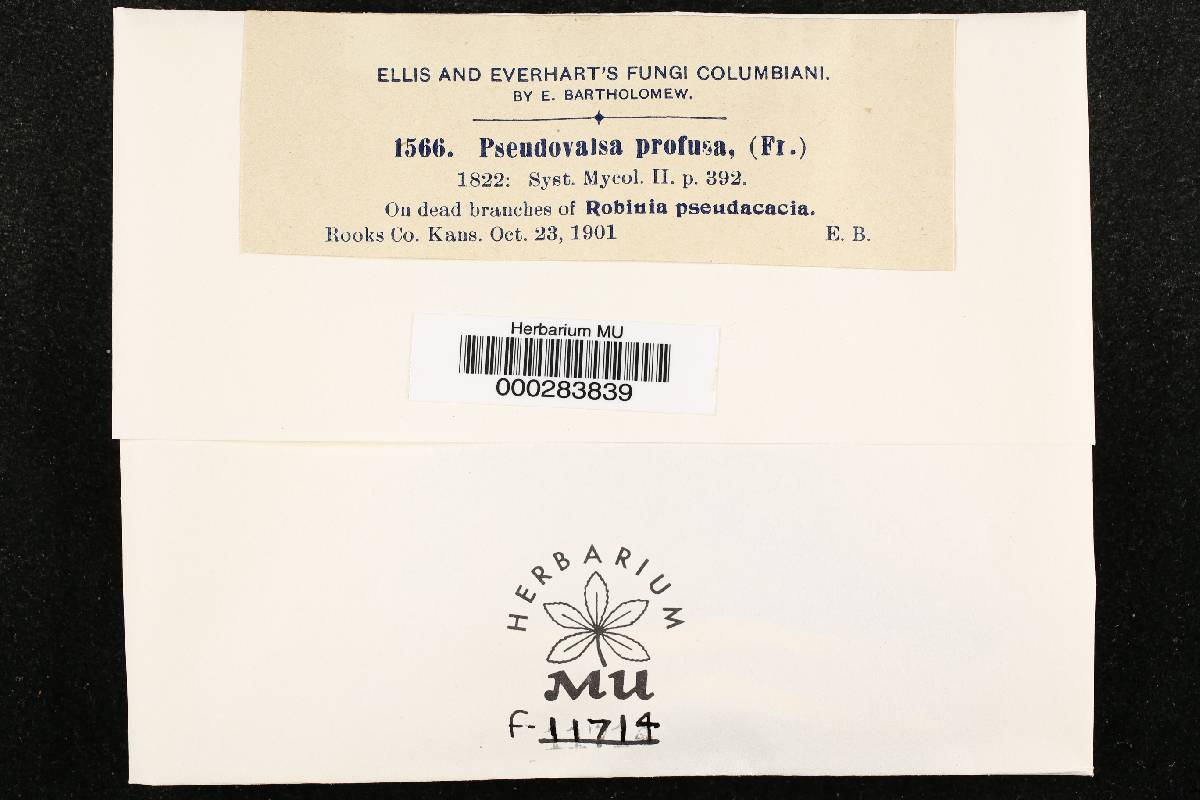 ELLIS AND EVERHART'S FUNGI COLUMBIANI.
BY E. BARTHOLOMEW.
1566. Pseudovalsa profusa, (Fr.)
1822: Syst. Mycol. II. p. 392.
On dead branches of Robinia pseudacacia.
Rooks Co. Kans. Oct. 23, 1901 E. B.
Herbarium MU
000283839
HERBARIUM
MU
F-11714